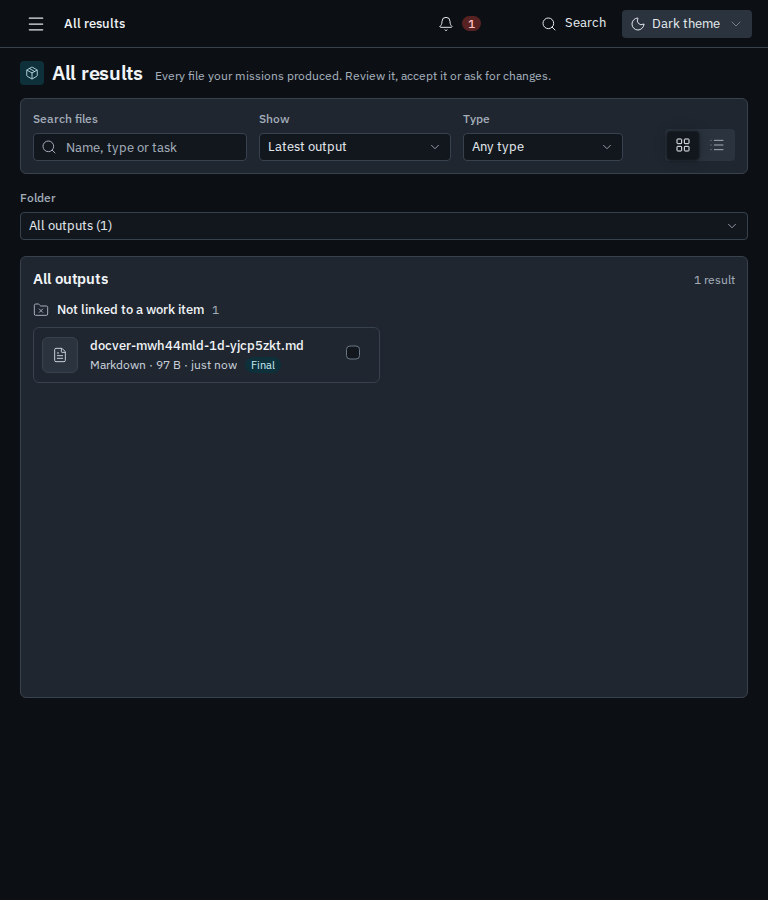 All results
1
Search
Dark theme
All results
Every file your missions produced. Review it, accept it or ask for changes.
Search files
Show
Type
Name, type or task
Latest output
Any type
Folder
All outputs (1)
All outputs
1 result
Not linked to a work item 1
docver-mwh44mld-1d-yjcp5zkt.md
Markdown · 97 B · just now Final